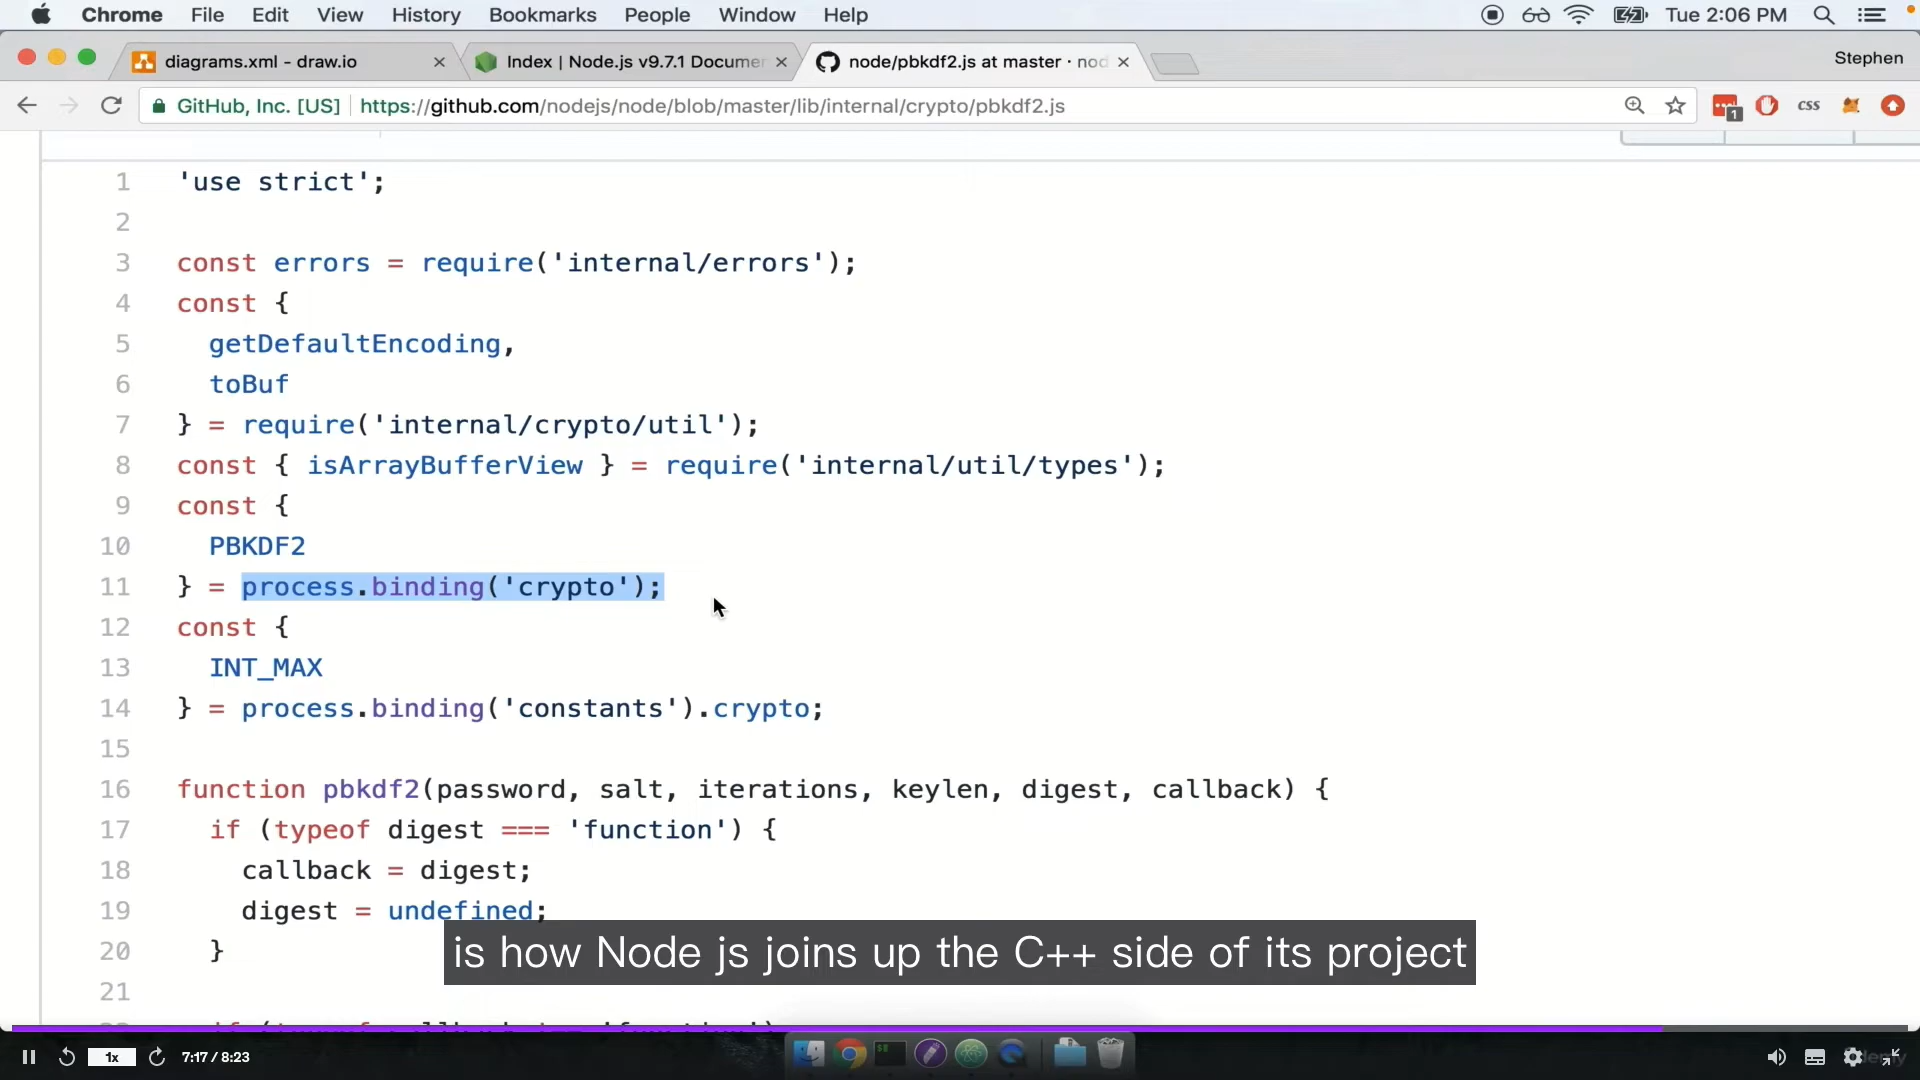 Chrome File Edit View History Bookmarks People Window Help Tue 2:06 PM
diagrams.xml - draw.io Index | Node.js v9.7.1 Documen node/pbkdf2.js at master · nod Stephen
GitHub, Inc. [US] https://github.com/nodejs/node/blob/master/lib/internal/crypto/pbkdf2.js 1 css
1 'use strict';
2
3 const errors = require('internal/errors');
4 const {
5 getDefaultEncoding,
6 toBuf
7 } = require('internal/crypto/util');
8 const { isArrayBufferView } = require('internal/util/types');
9 const {
10 PBKDF2
11 } = process.binding('crypto');
12 const {
13 INT_MAX
14 } = process.binding('constants').crypto;
15
16 function pbkdf2(password, salt, iterations, keylen, digest, callback) {
17 if (typeof digest === 'function') {
18 callback = digest;
19 digest = undefined;
20 }
21
is how Node js joins up the C++ side of its project
1x 7:17 / 8:23